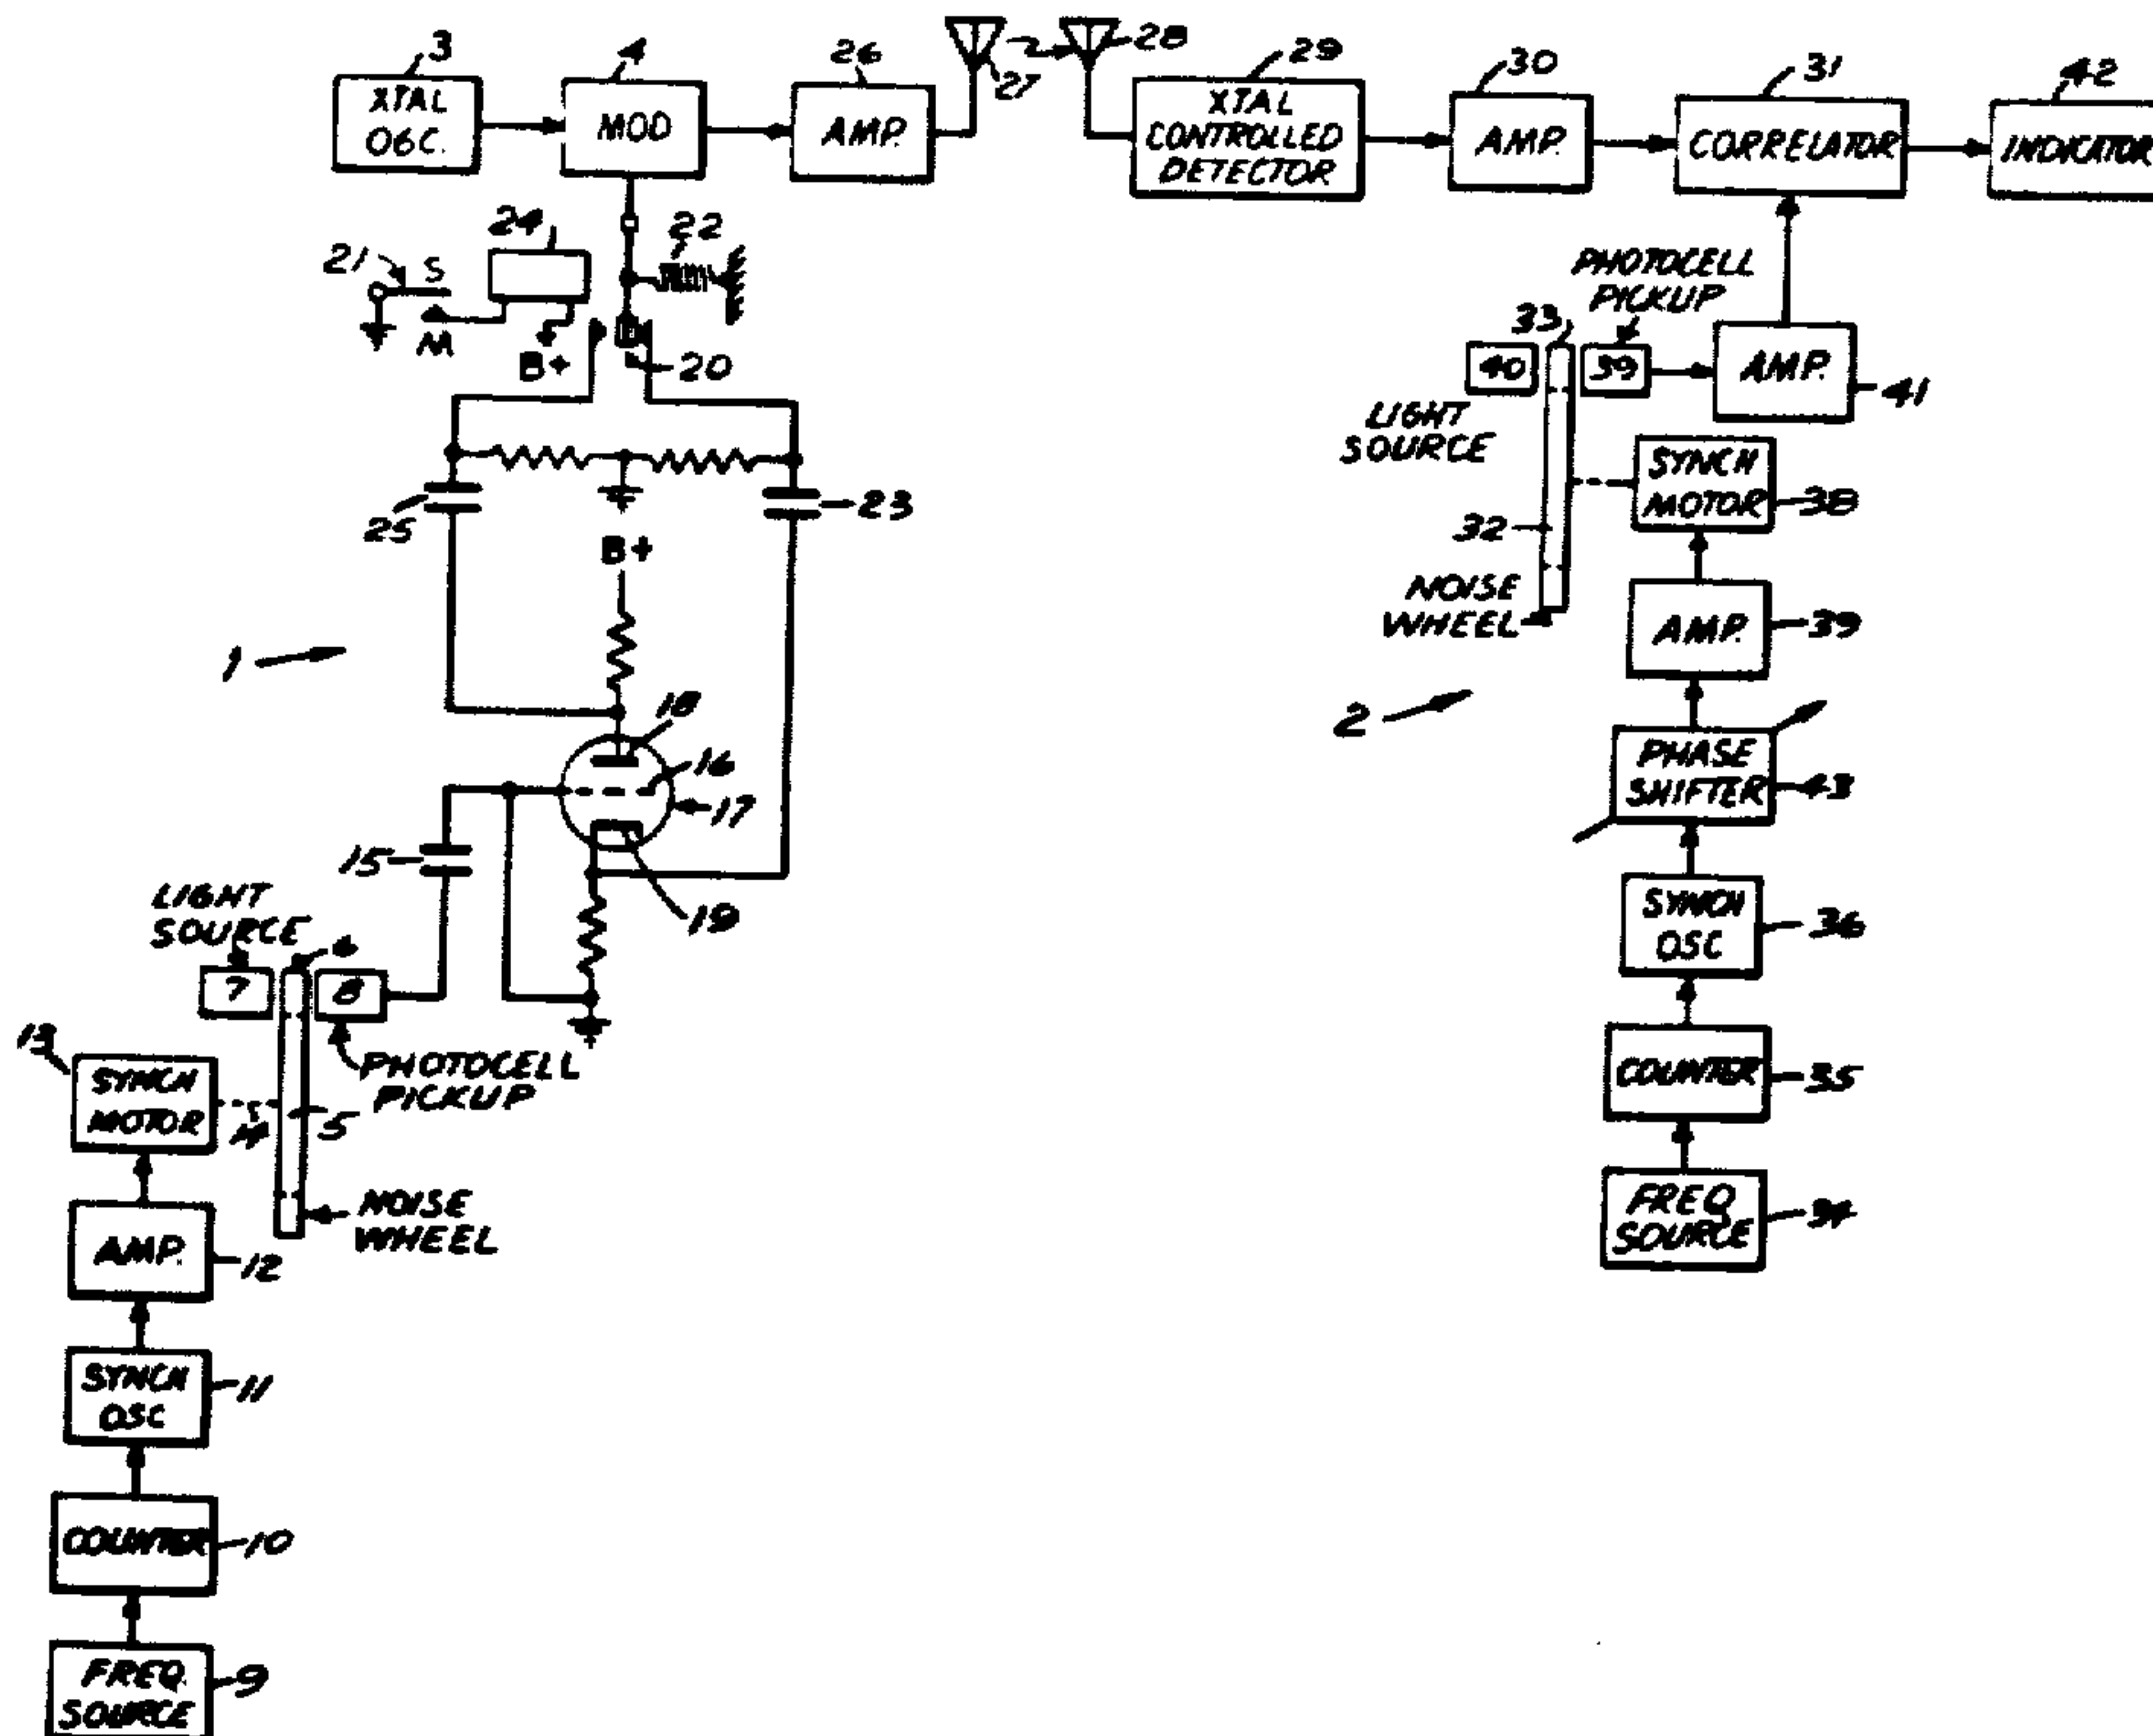 3
4
26
27
28
29
30
31
42
XTAL
OSC.
MOD
AMP.
XTAL
CONTROLLED
DETECTOR
AMP.
CORRELATOR
INDICATOR
24
22
21
S
M
B+
20
25
23
B+
1
18
16
17
15
19
LIGHT
SOURCE
6
7
8
PHOTOCELL
PICKUP
13
SYNCH
MOTOR
14
5
NOISE
WHEEL
AMP.
12
SYNCH
OSC
11
COUNTER
10
FREQ.
SOURCE
9
PHOTOCELL
PICKUP
33
40
39
AMP.
41
LIGHT
SOURCE
SYNCH
MOTOR
38
32
NOISE
WHEEL
AMP.
39
2
PHASE
SHIFTER
43
SYNCH
OSC
36
COUNTER
35
FREQ
SOURCE
34